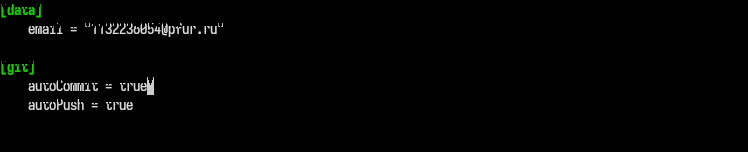 [data]
email = "1132236054@pfur.ru"
[git]
autoCommit = true
autoPush = true